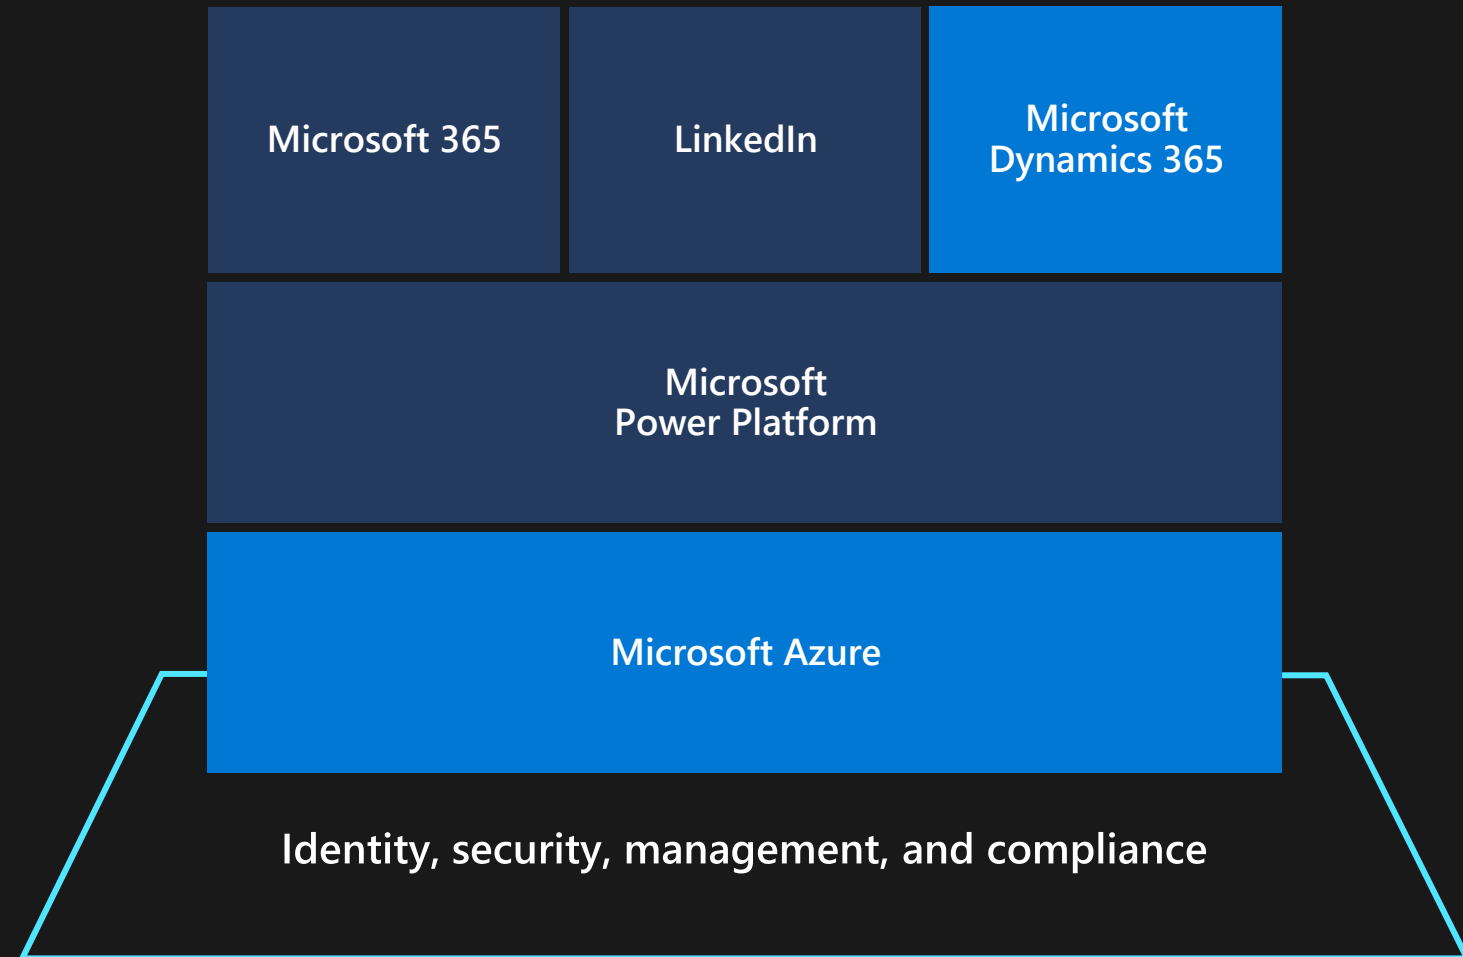 Microsoft 365
LinkedIn
Microsoft
Dynamics 365
Microsoft
Power Platform
Microsoft Azure
Identity, security, management, and compliance